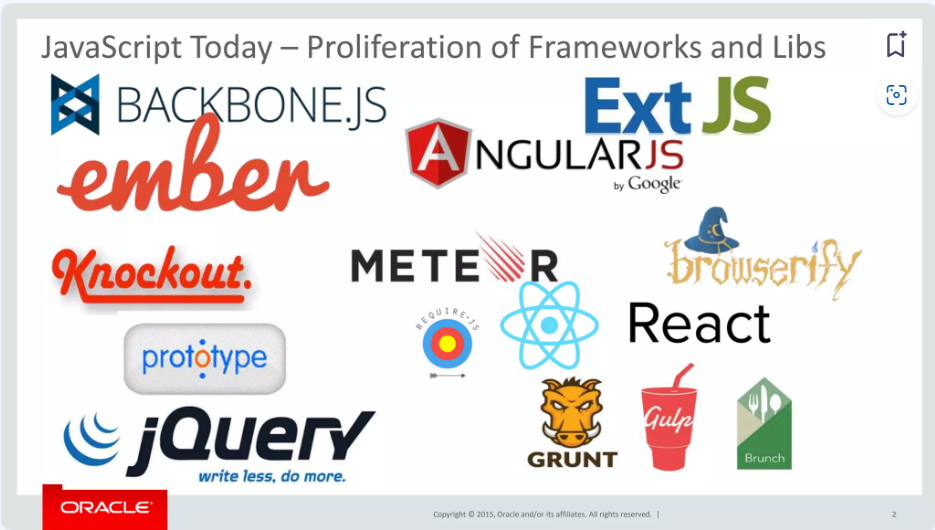 JavaScript Today – Proliferation of Frameworks and Libs
BACKBONE.JS
Ext JS
ember
ANGULARJS
by Google
Knockout.
METEOR
browserify
REQUIRE·JS
React
prototype
jQuery
write less, do more.
GRUNT
Gulp
Brunch
ORACLE®
Copyright © 2015, Oracle and/or its affiliates. All rights reserved. |
2